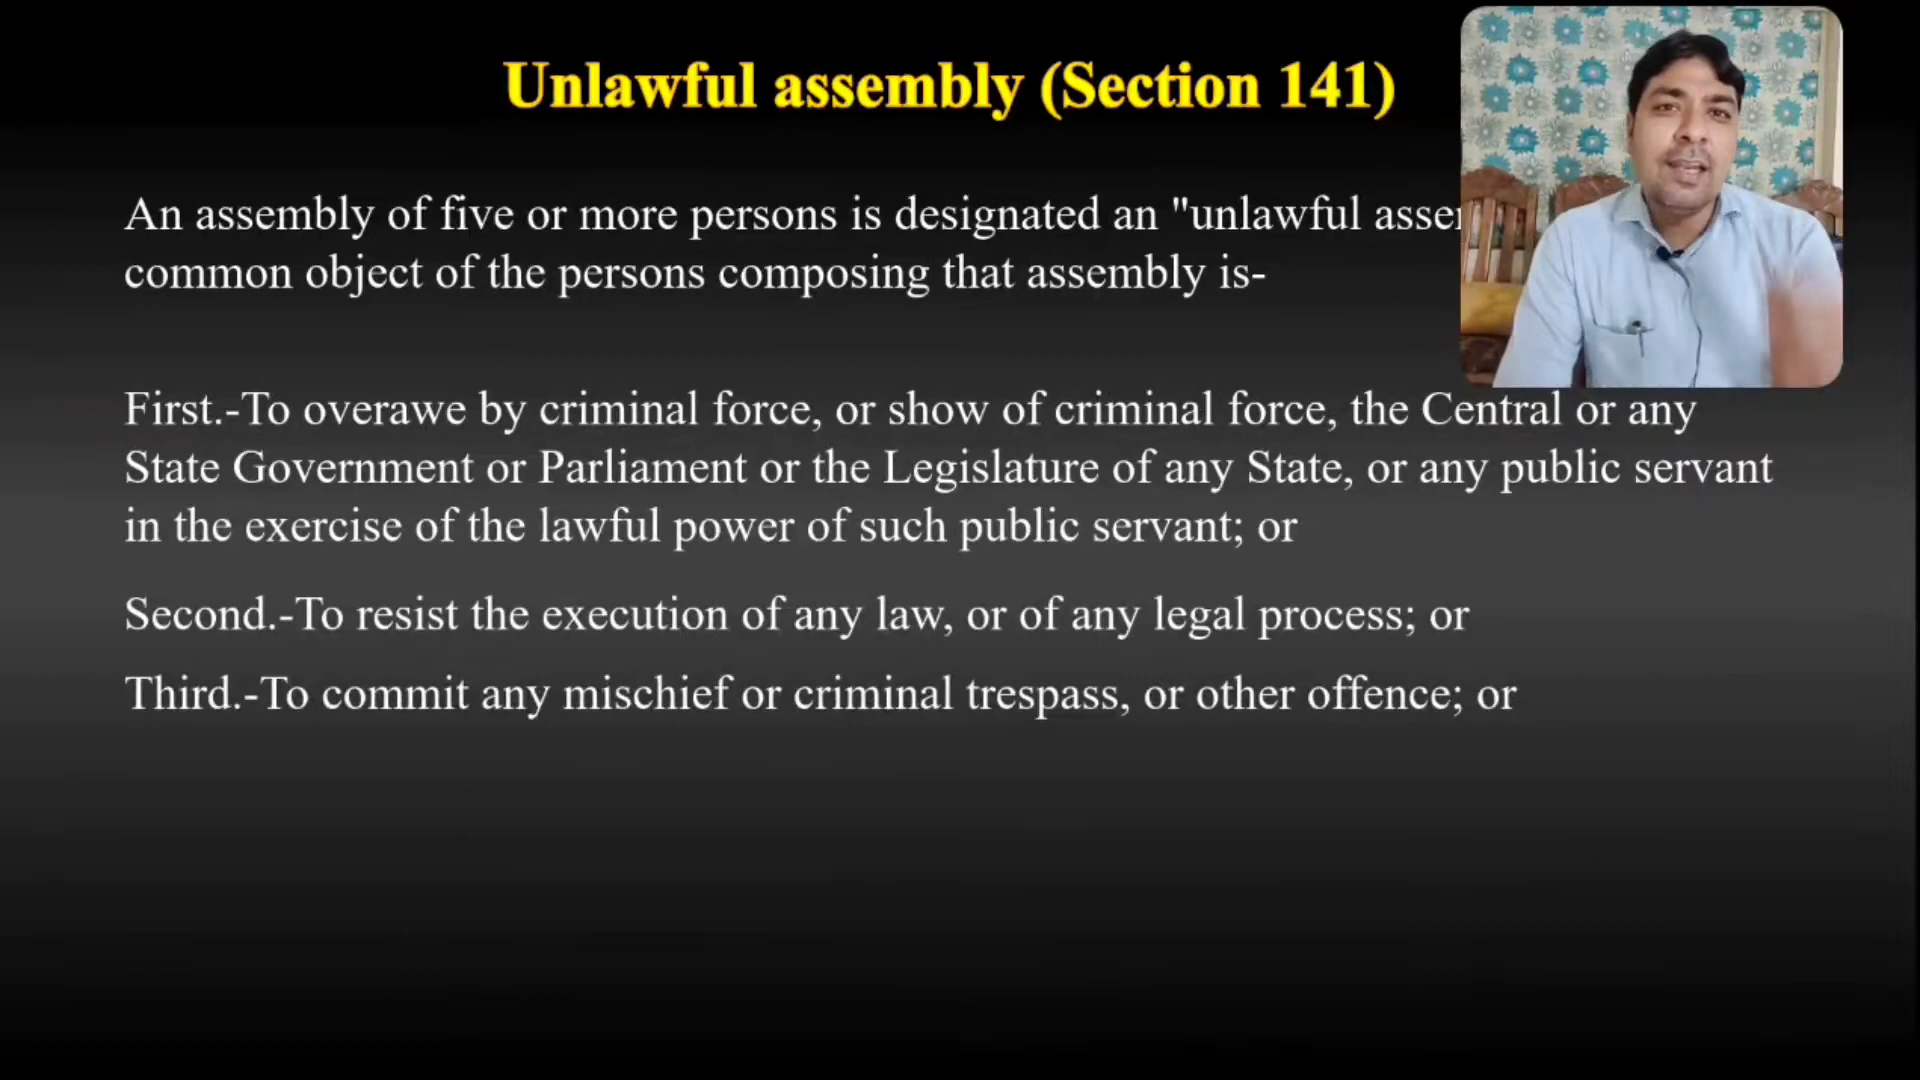 Unlawful assembly (Section 141)
An assembly of five or more persons is designated an "unlawful
common object of the persons composing that assembly is-
First.-To overawe by criminal force, or show of criminal force, the Central or any
State Government or Parliament or the Legislature of any State, or any public servant
in the exercise of the lawful power of such public servant; or
Second.-To resist the execution of any law, or of any legal process; or
Third.-To commit any mischief or criminal trespass, or other offence; or